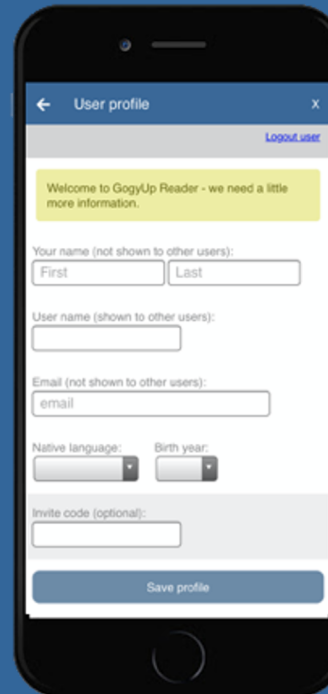 User profile X
Logout user
Welcome to GogyUp Reader - we need a little
more information.
Your name (not shown to other users):
First Last
User name (shown to other users):
Email (not shown to other users):
email
Native language: Birth year:
Invite code (optional):
Save profile